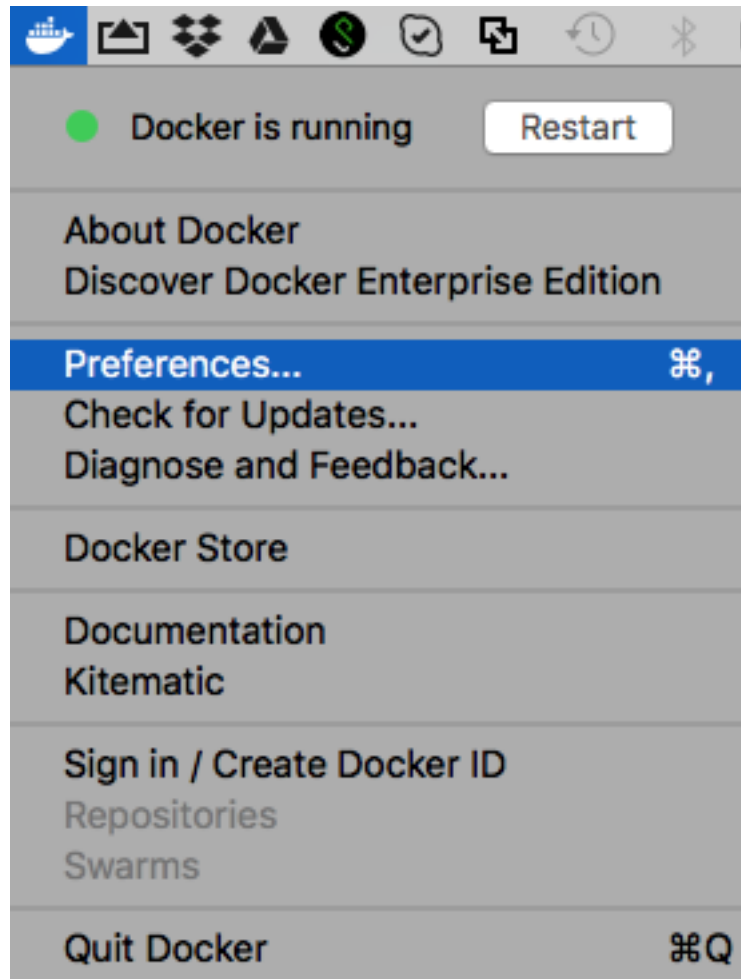 Docker is running Restart
About Docker
Discover Docker Enterprise Edition
Preferences... ⌘,
Check for Updates...
Diagnose and Feedback...
Docker Store
Documentation
Kitematic
Sign in / Create Docker ID
Repositories
Swarms
Quit Docker ⌘Q